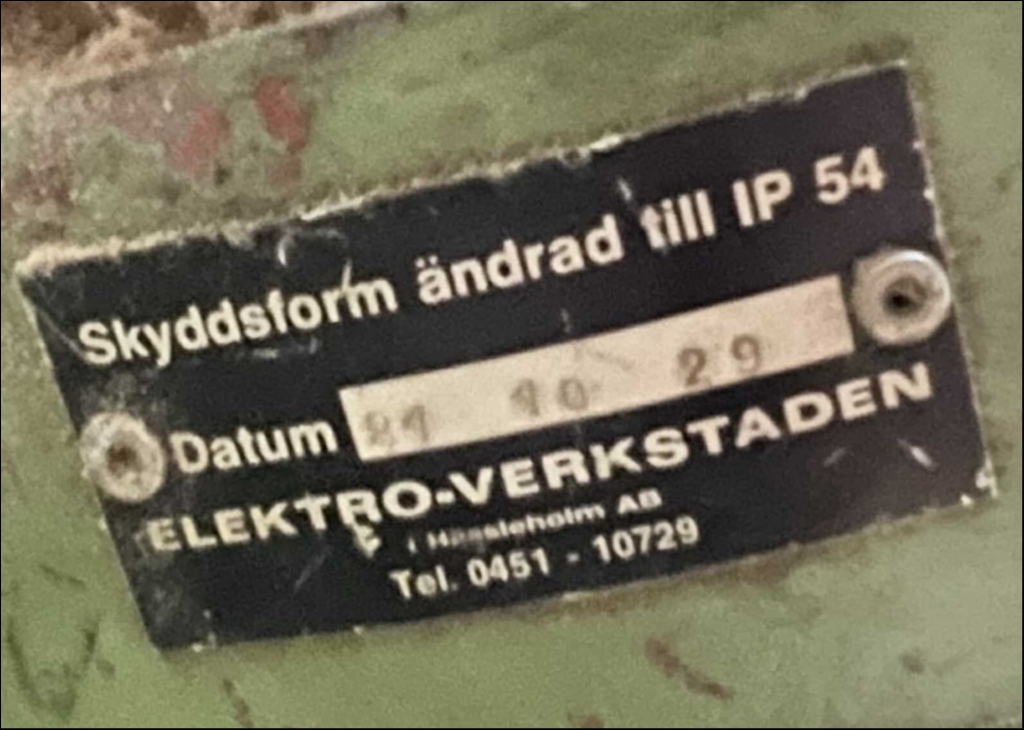 Skyddsform ändrad till IP 54
Datum 10 29
ELEKTRO-VERKSTADEN
i Hässleholm AB
Tel. 0451 - 10729